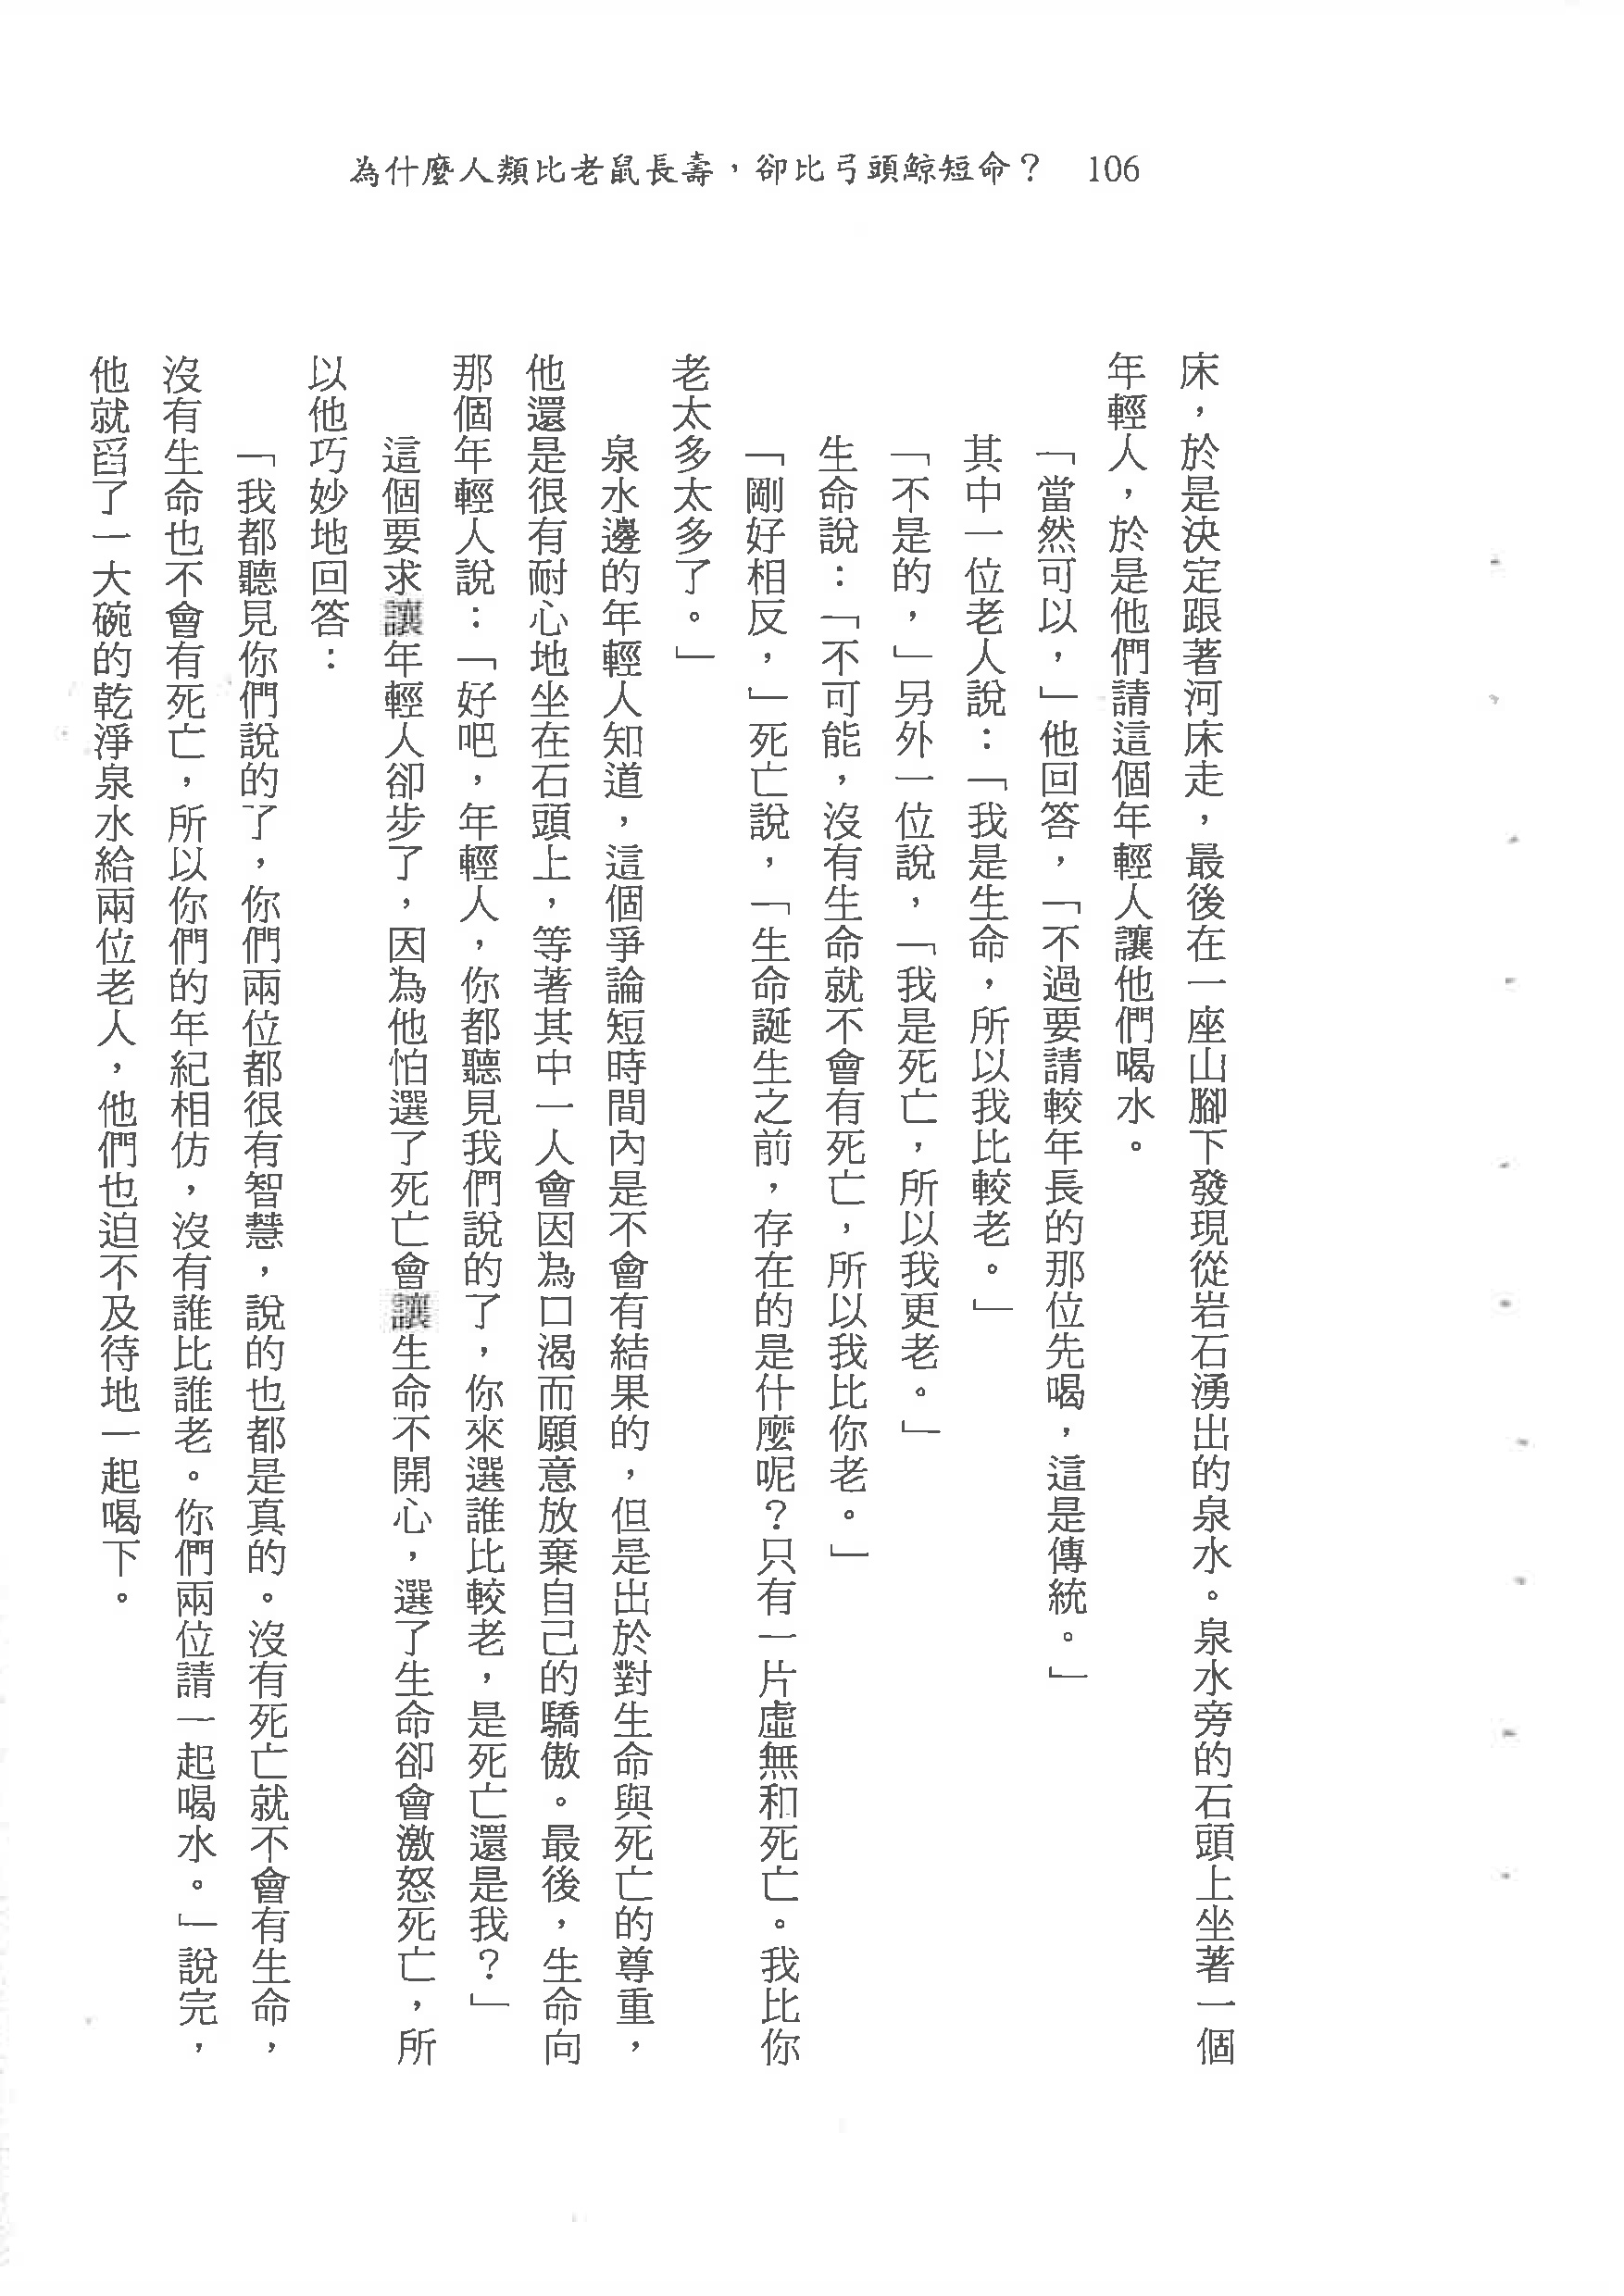 為什麼人類比老鼠長壽，卻比弓頭鯨短命？ 106
床，於是決定跟著河床走，最後在一座山腳下發現從岩石湧出的泉水。泉水旁的石頭上坐著一個
年輕人，於是他們請這個年輕人讓他們喝水。
「當然可以，」他回答，「不過要請較年長的那位先喝，這是傳統。」
其中一位老人說：「我是生命，所以我比較老。」
「不是的，」另外一位說，「我是死亡，所以我更老。」
生命說：「不可能，沒有生命就不會有死亡，所以我比你老。」
「剛好相反，」死亡說，「生命誕生之前，存在的是什麼呢？只有一片虛無和死亡。我比你
老太多太多了。」
泉水邊的年輕人知道，這個爭論短時間內是不會有結果的，但是出於對生命與死亡的尊重，
他還是很有耐心地坐在石頭上，等著其中一人會因為口渴而願意放棄自己的驕傲。最後，生命向
那個年輕人說：「好吧，年輕人，你都聽見我們說的了，你來選誰比較老，是死亡還是我？」
這個要求讓年輕人卻步了，因為他怕選了死亡會讓生命不開心，選了生命卻會激怒死亡，所
以他巧妙地回答：
「我都聽見你們說的了，你們兩位都很有智慧，說的也都是真的。沒有死亡就不會有生命，
沒有生命也不會有死亡，所以你們的年紀相仿，沒有誰比誰老。你們兩位請一起喝水。」說完，
他就舀了一大碗的乾淨泉水給兩位老人，他們也迫不及待地一起喝下。